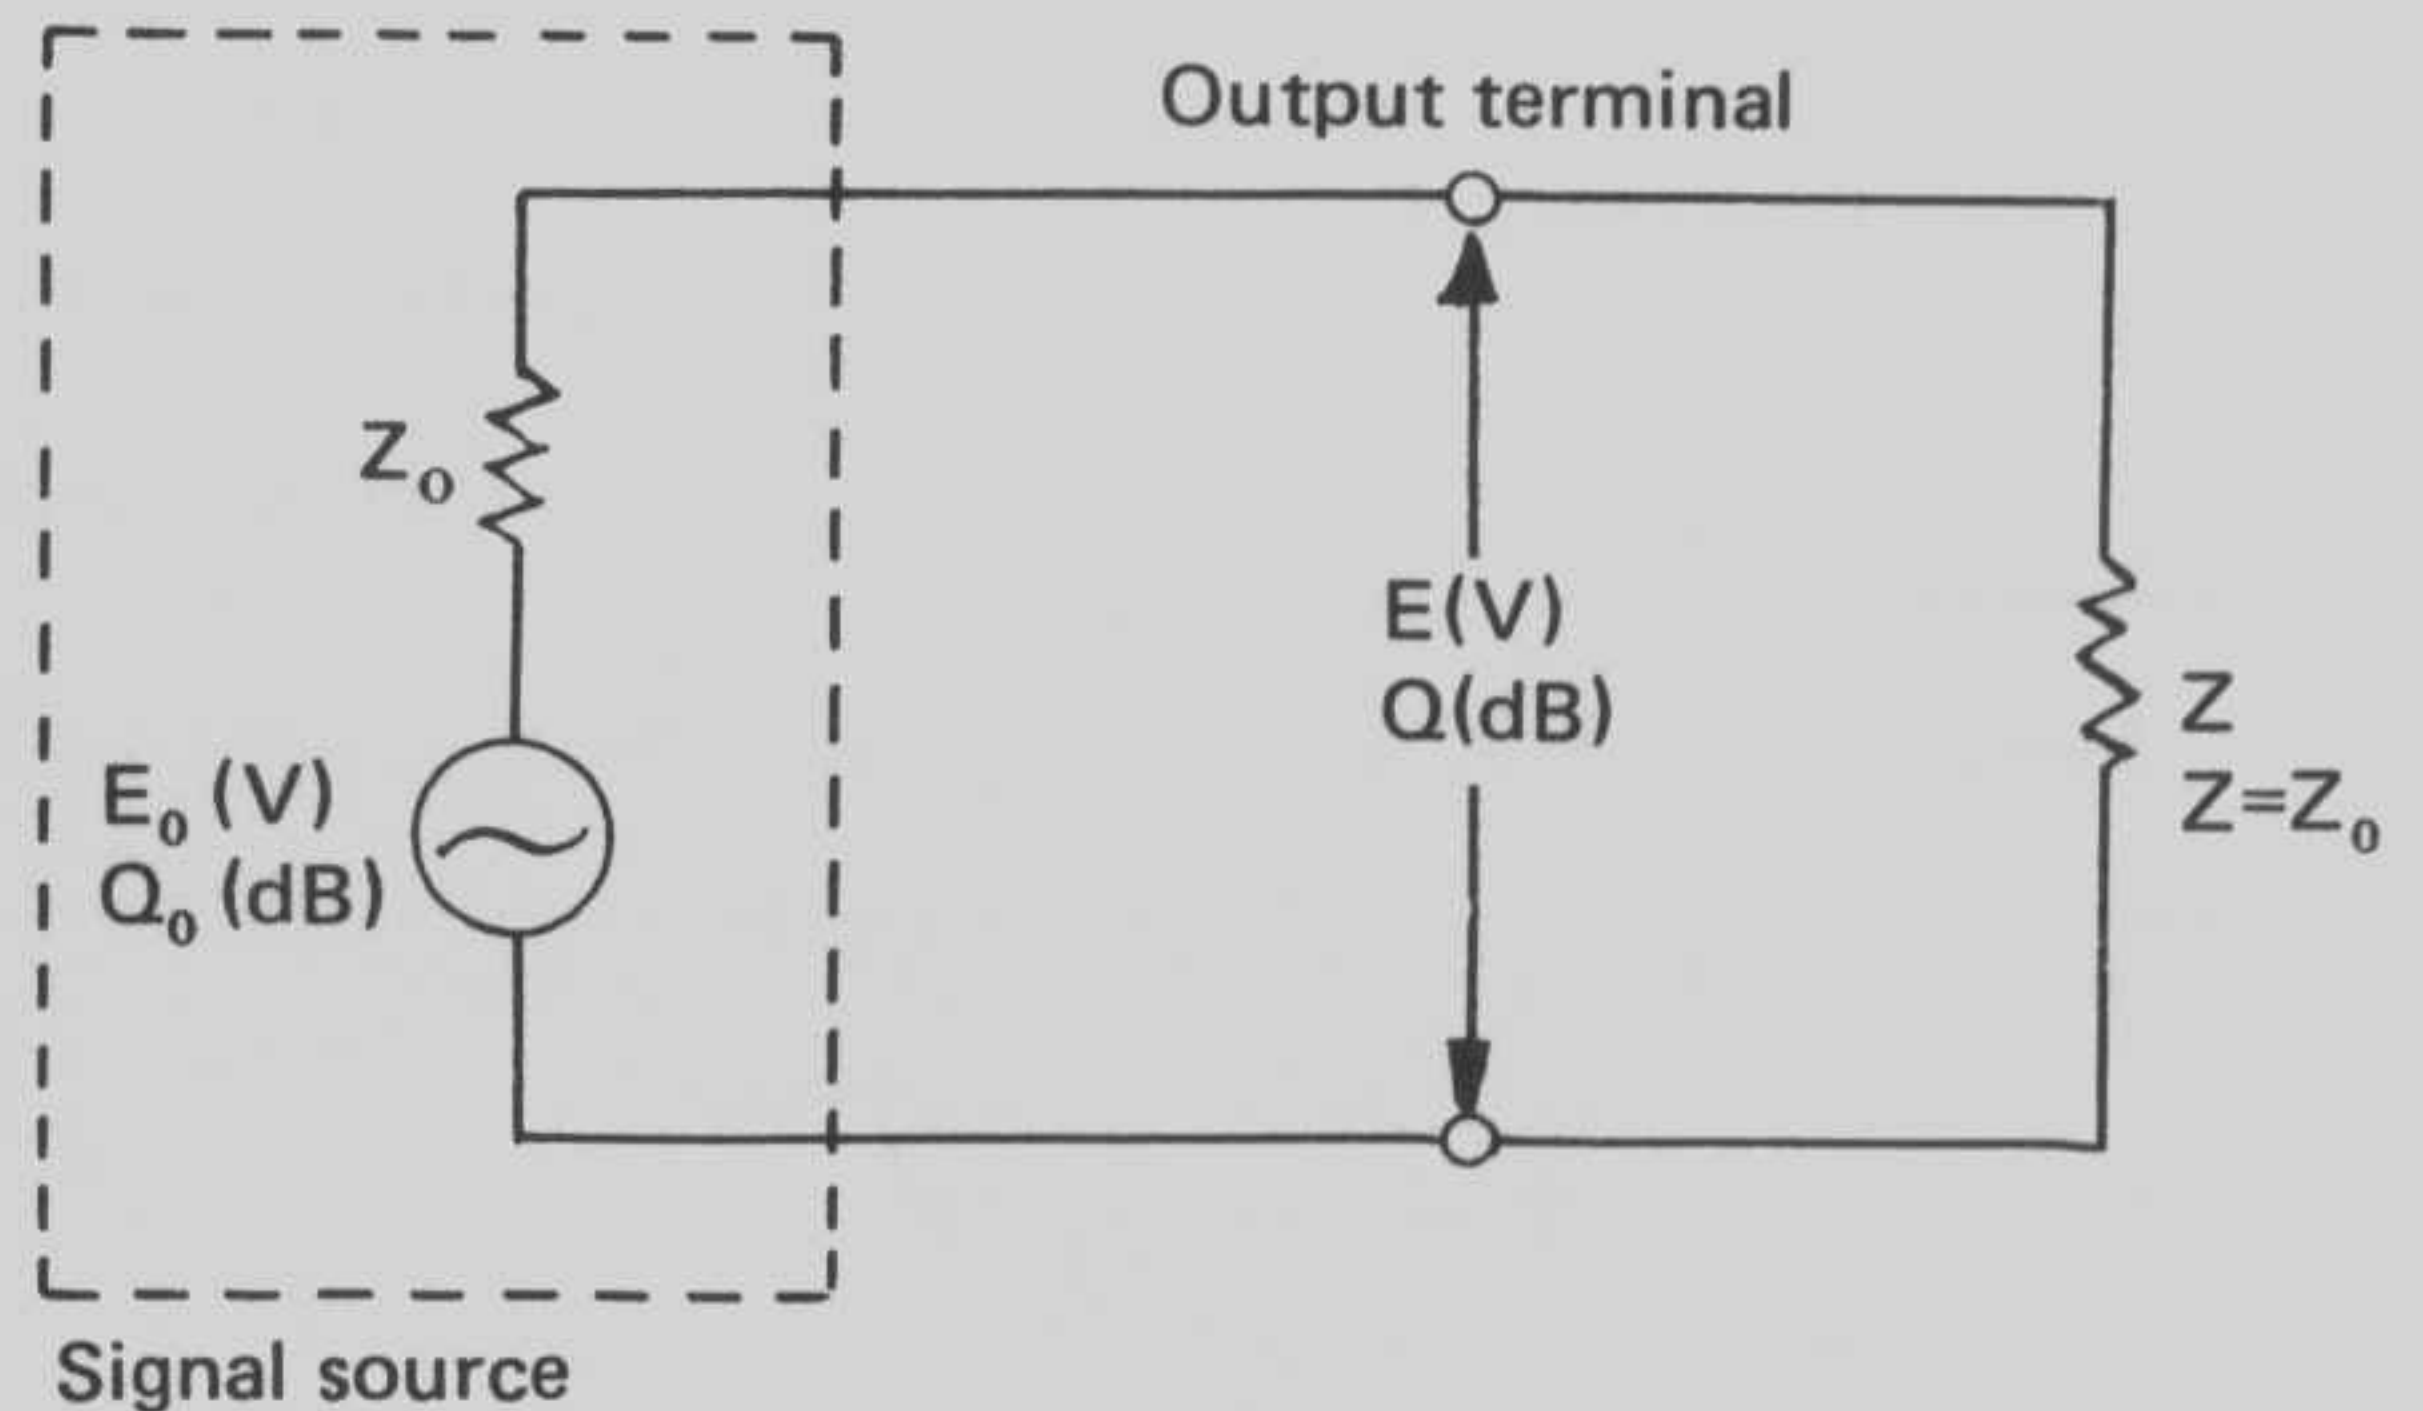 Output terminal
Z₀
E(V)
Q(dB)
Z
Z=Z₀
E₀ (V)
Q₀ (dB)
Signal source